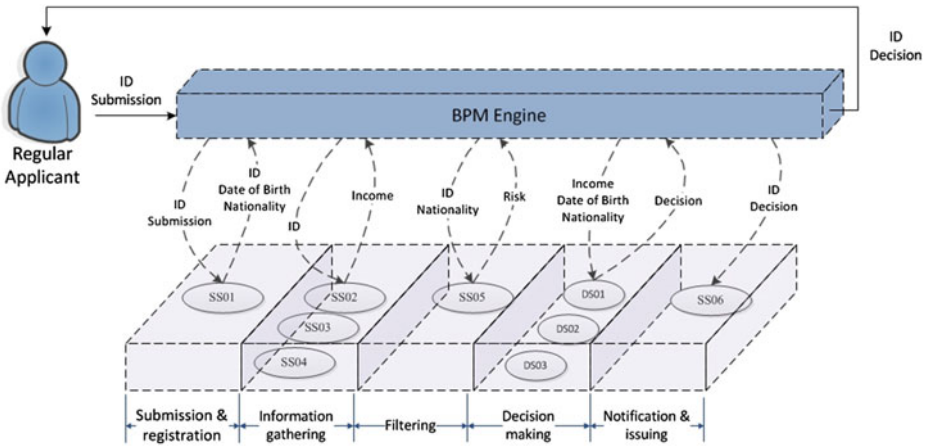 ID
Decision
ID
Submission
BPM Engine
Regular
Applicant
ID
Submission
ID
Date of Birth
Nationality
ID
Income
ID
Nationality
Risk
Income
Date of Birth
Nationality
Decision
ID
Decision
SS01
SS02
SS03
SS04
SS05
DS01
DS02
DS03
SS06
Submission &
registration
Information
gathering
Filtering
Decision
making
Notification &
issuing